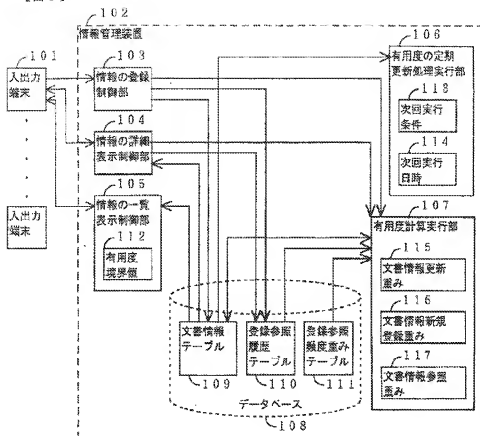 102
情報管理装置
101
入出力
端末
入出力
端末
103
情報の登録
制御部
104
情報の詳細
表示制御部
105
情報の一覧
表示制御部
112
有用度
境界値
106
有用度の定期
更新処理実行部
113
次回実行
条件
114
次回実行
日時
107
有用度計算実行部
115
文書情報更新
重み
116
文書情報新規
登録重み
117
文書情報参照
重み
文書情報
テーブル
109
登録参照
履歴
テーブル
110
登録参照
頻度重み
テーブル
111
データベース
108